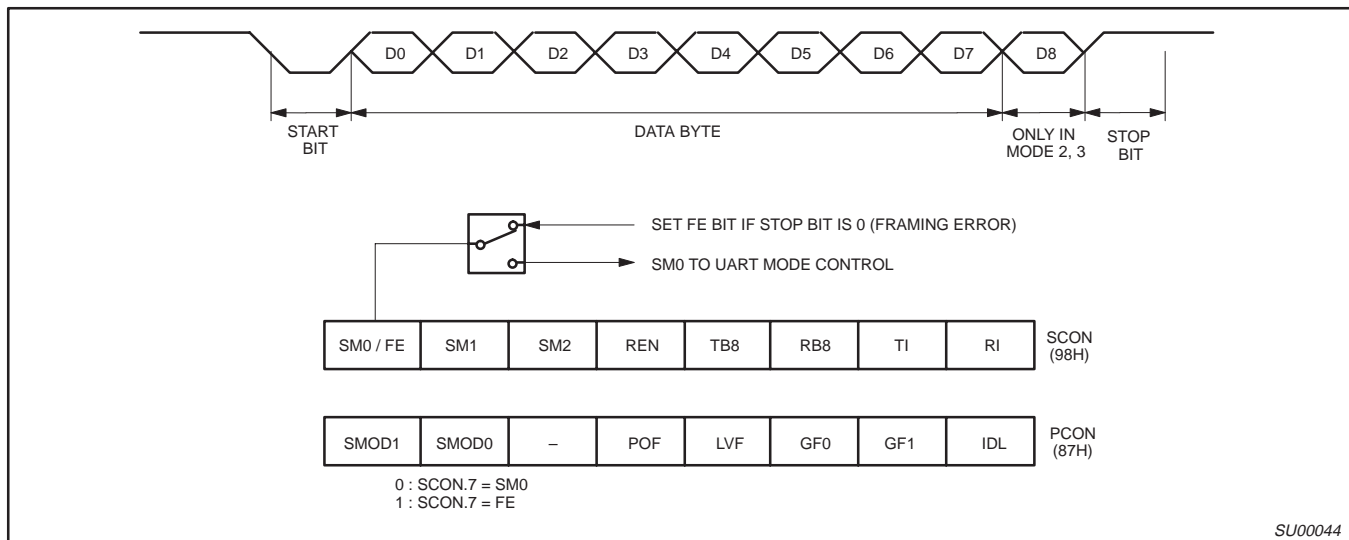 D0 D1 D2 D3 D4 D5 D6 D7 D8
START
BIT
DATA BYTE
ONLY IN
MODE 2, 3
STOP
BIT
SET FE BIT IF STOP BIT IS 0 (FRAMING ERROR)
SM0 TO UART MODE CONTROL
SM0 / FE SM1 SM2 REN TB8 RB8 TI RI
SCON
(98H)
SMOD1 SMOD0 – POF LVF GF0 GF1 IDL
PCON
(87H)
0 : SCON.7 = SM0
1 : SCON.7 = FE
SU00044